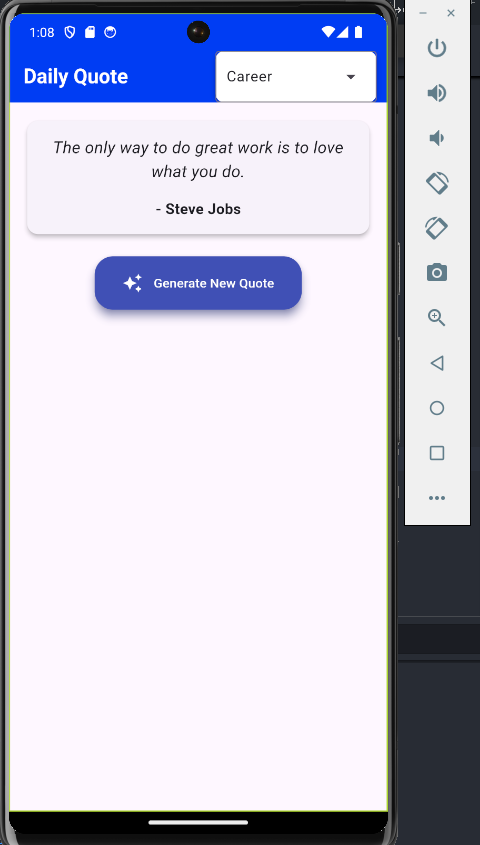 1:08
Daily Quote
Career
The only way to do great work is to love
what you do.
- Steve Jobs
Generate New Quote